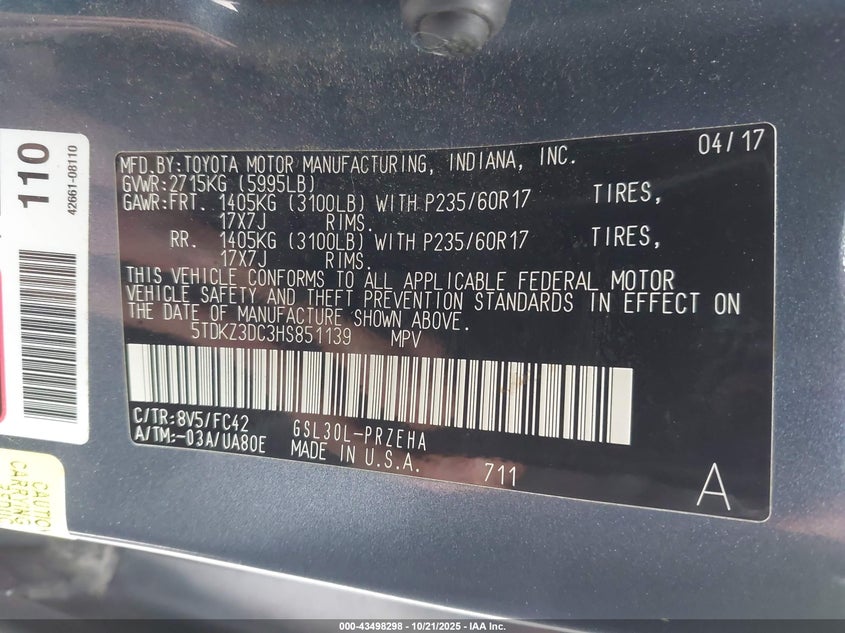 110
42661-08110
MFD.BY:TOYOTA MOTOR MANUFACTURING, INDIANA, INC. 04/17
GVWR:2715KG (5995LB)
GAWR:FRT. 1405KG (3100LB) WITH P235/60R17 TIRES,
17X7J RIMS.
RR. 1405KG (3100LB) WITH P235/60R17 TIRES,
17X7J RIMS.
THIS VEHICLE CONFORMS TO ALL APPLICABLE FEDERAL MOTOR
VEHICLE SAFETY AND THEFT PREVENTION STANDARDS IN EFFECT ON
THE DATE OF MANUFACTURE SHOWN ABOVE.
5TDKZ3DC3HS851139 MPV
C/TR:8V5/FC42 GSL30L-PRZEHA
A/TM:-03A/UA80E MADE IN U.S.A. 711
A
CAUTIO
CARRYING
000-43498298 - 10/21/2025 - IAA Inc.